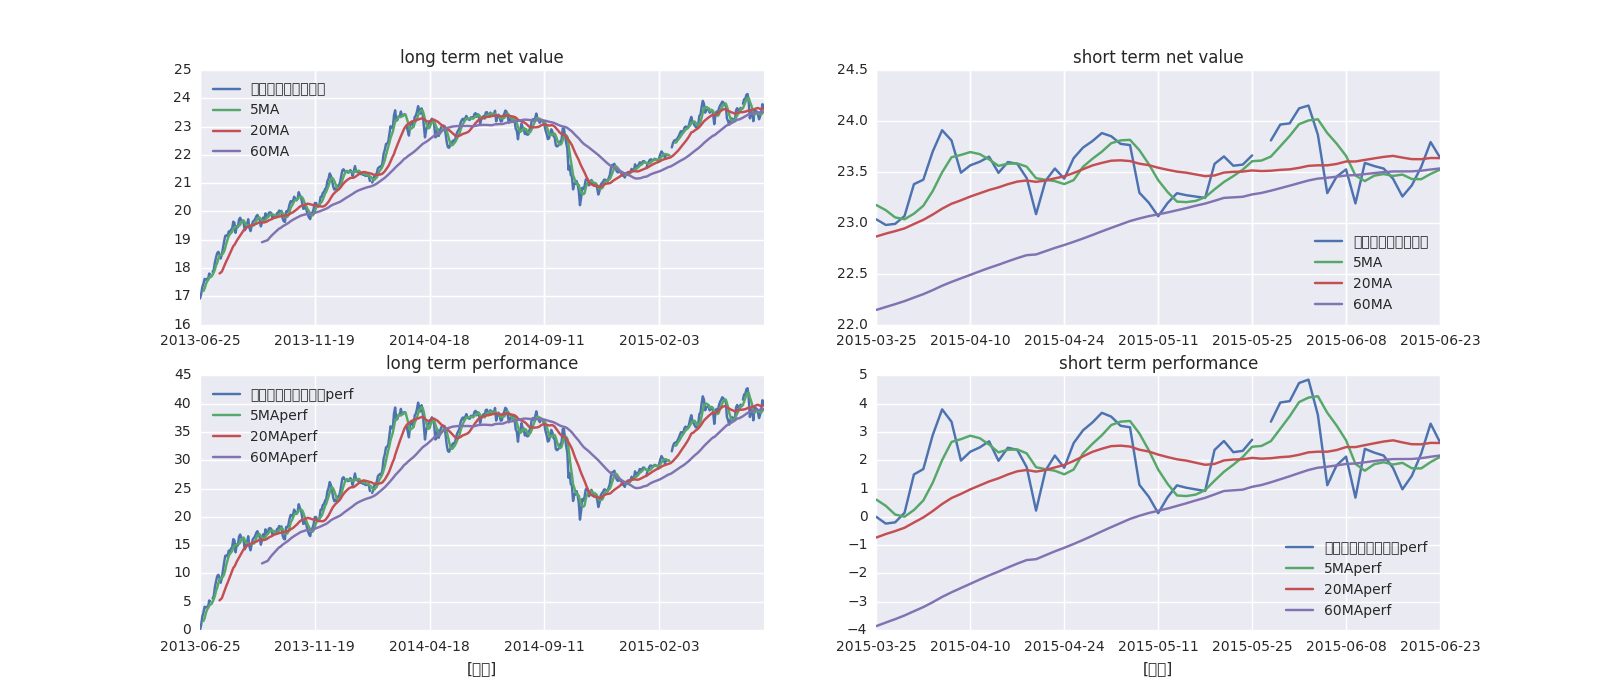 long term net value
25
24
23
22
21
20
19
18
17
16
5MA
20MA
60MA
2013-06-25 2013-11-19 2014-04-18 2014-09-11 2015-02-03
short term net value
24.5
24.0
23.5
23.0
22.5
22.0
5MA
20MA
60MA
2015-03-25 2015-04-10 2015-04-24 2015-05-11 2015-05-25 2015-06-08 2015-06-23
long term performance
45
40
35
30
25
20
15
10
5
0
perf
5MAperf
20MAperf
60MAperf
2013-06-25 2013-11-19 2014-04-18 2014-09-11 2015-02-03
short term performance
5
4
3
2
1
0
−1
−2
−3
−4
perf
5MAperf
20MAperf
60MAperf
2015-03-25 2015-04-10 2015-04-24 2015-05-11 2015-05-25 2015-06-08 2015-06-23